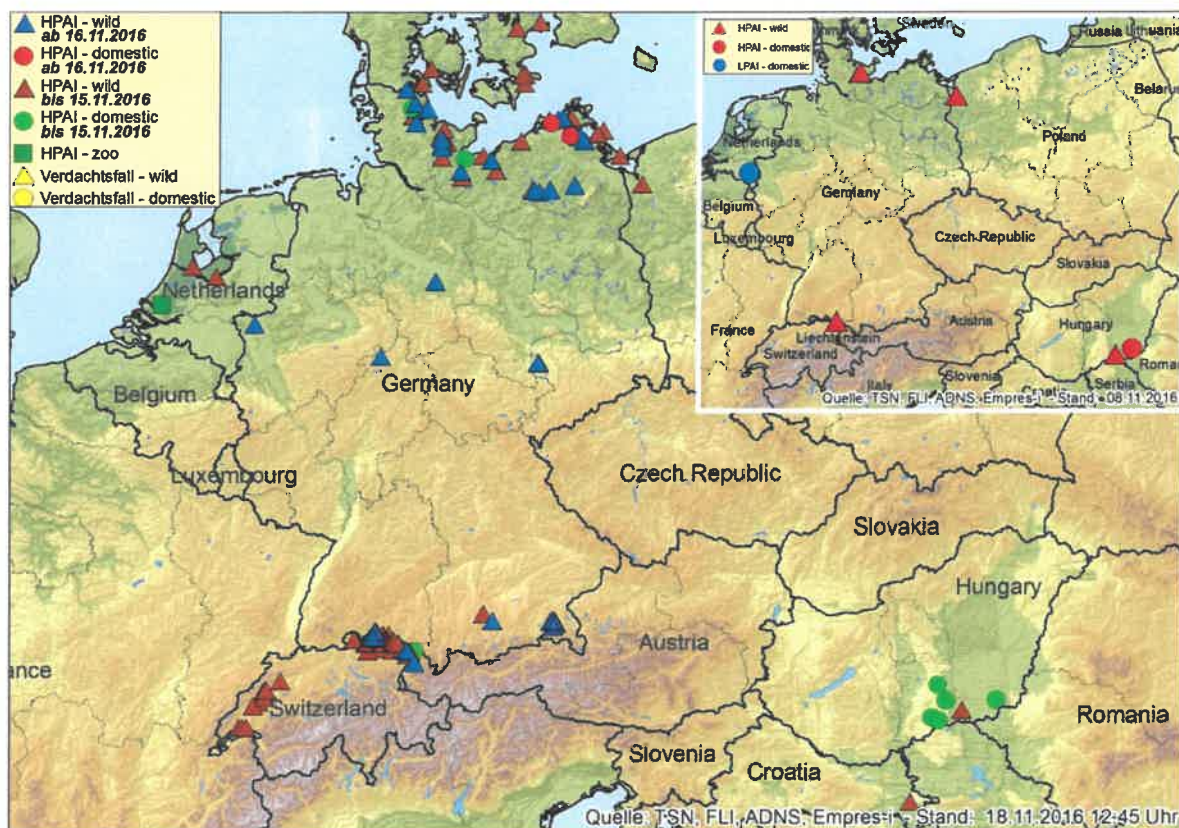 HPAI - wild
ab 16.11.2016
HPAI - domestic
ab 16.11.2016
HPAI - wild
bis 15.11.2016
HPAI - domestic
bis 15.11.2016
HPAI - zoo
Verdachtsfall - wild
Verdachtsfall - domestic
HPAI - wild
HPAI - domestic
LPAI - domestic
Sweden
Russia Lithuania
Poland
Netherlands
Germany
Belgium
Luxembourg
Czech Republic
Slovakia
France
Austria
Hungary
Liechtenstein
Switzerland
Slovenia
Italy
Serbia
Quelle: TSN, FLI, ADNS, Empres-i - Stand 08.11.2016
Netherlands
Belgium
Germany
Luxembourg
Czech Republic
Slovakia
Hungary
Austria
ance
Switzerland
Romania
Slovenia
Croatia
Quelle: TSN, FLI, ADNS, Empres-i - Stand: 18.11.2016 12:45 Uhr